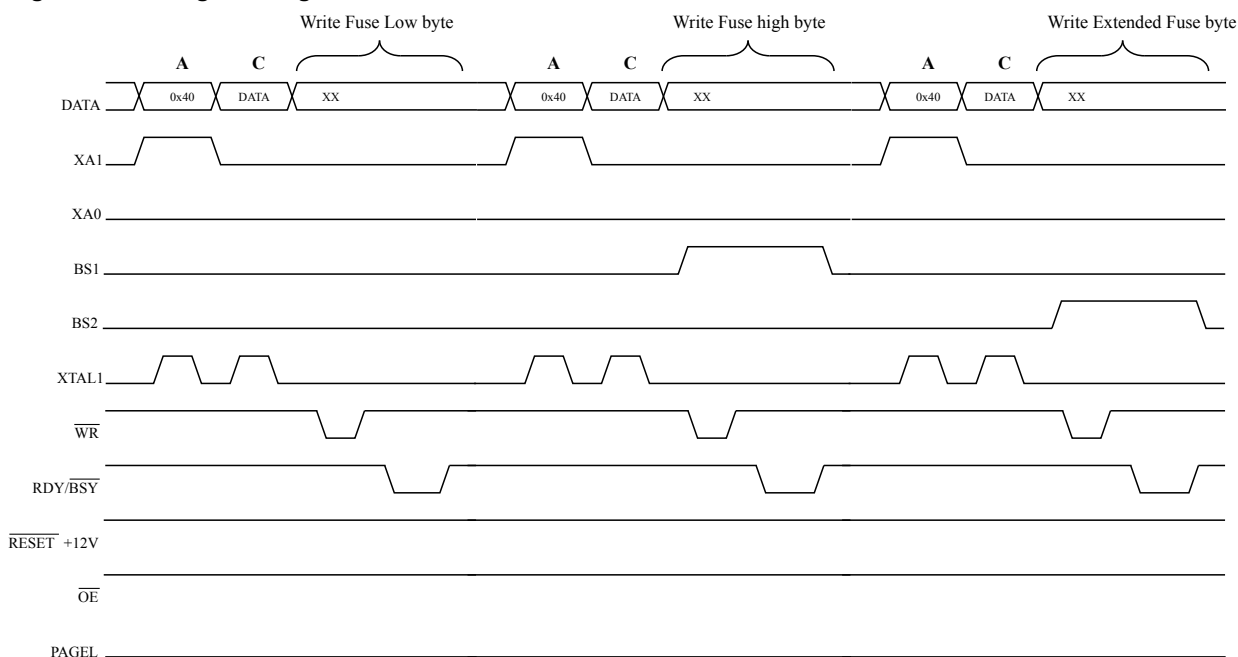 Write Fuse Low byte Write Fuse high byte Write Extended Fuse byte
A C A C A C
DATA 0x40 DATA XX 0x40 DATA XX 0x40 DATA XX
XA1
XA0
BS1
BS2
XTAL1
WR
RDY/BSY
RESET +12V
OE
PAGEL